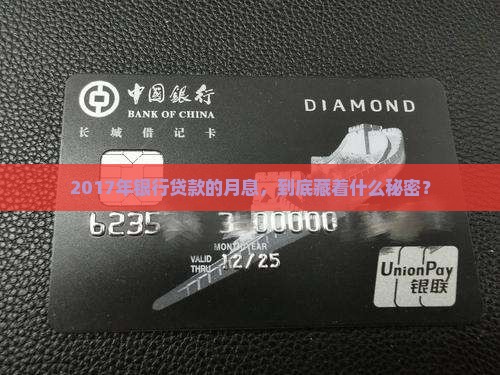 中國銀行
BANK OF CHINA
DIAMOND
长城借记卡
2017年银行贷款的月息，到底藏着什么秘密？
6235
3 00000
MONTH/YEAR
VALID THRU 12/25
UnionPay
银联